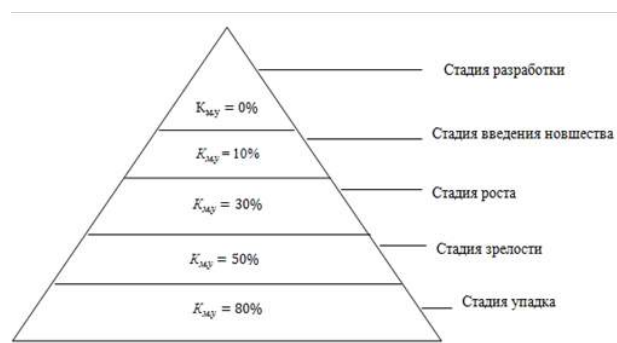 Стадия разработки
Кму = 0%
Стадия введения новшества
Кму = 10%
Стадия роста
Кму = 30%
Стадия зрелости
Кму = 50%
Стадия упадка
Кму = 80%